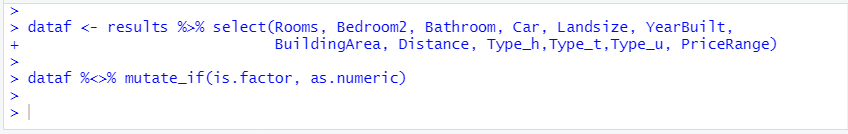 >
> dataf <- results %>% select(Rooms, Bedroom2, Bathroom, Car, Landsize, YearBuilt,
+                             BuildingArea, Distance, Type_h,Type_t,Type_u, PriceRange)
>
> dataf %<>% mutate_if(is.factor, as.numeric)
>
>